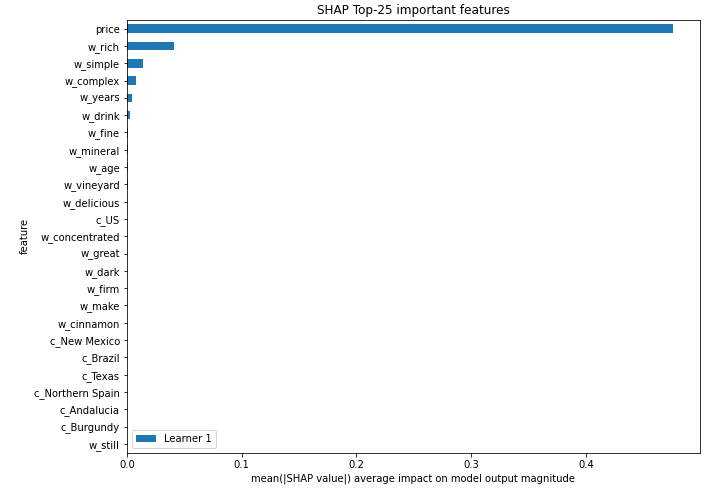 SHAP Top-25 important features
price
w_rich
w_simple
w_complex
w_years
w_drink
w_fine
w_mineral
w_age
w_vineyard
w_delicious
c_US
w_concentrated
w_great
w_dark
w_firm
w_make
w_cinnamon
c_New Mexico
c_Brazil
c_Texas
c_Northern Spain
c_Andalucia
c_Burgundy
w_still
feature
Learner 1
0.0 0.1 0.2 0.3 0.4
mean(|SHAP value|) average impact on model output magnitude